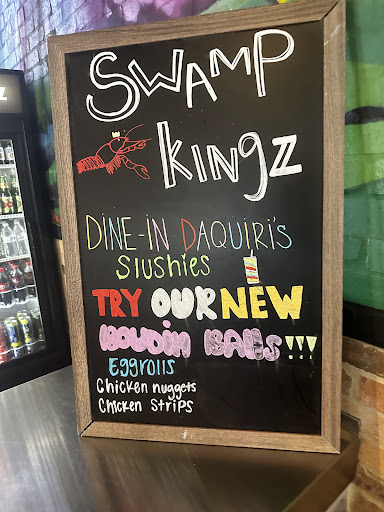 SWAMP
KingZ
DINE-IN DAQUIRI'S
Slushies
TRY OUR NEW
BOUDIN BALLS!!!
Eggrolls
Chicken nuggets
Chicken Strips